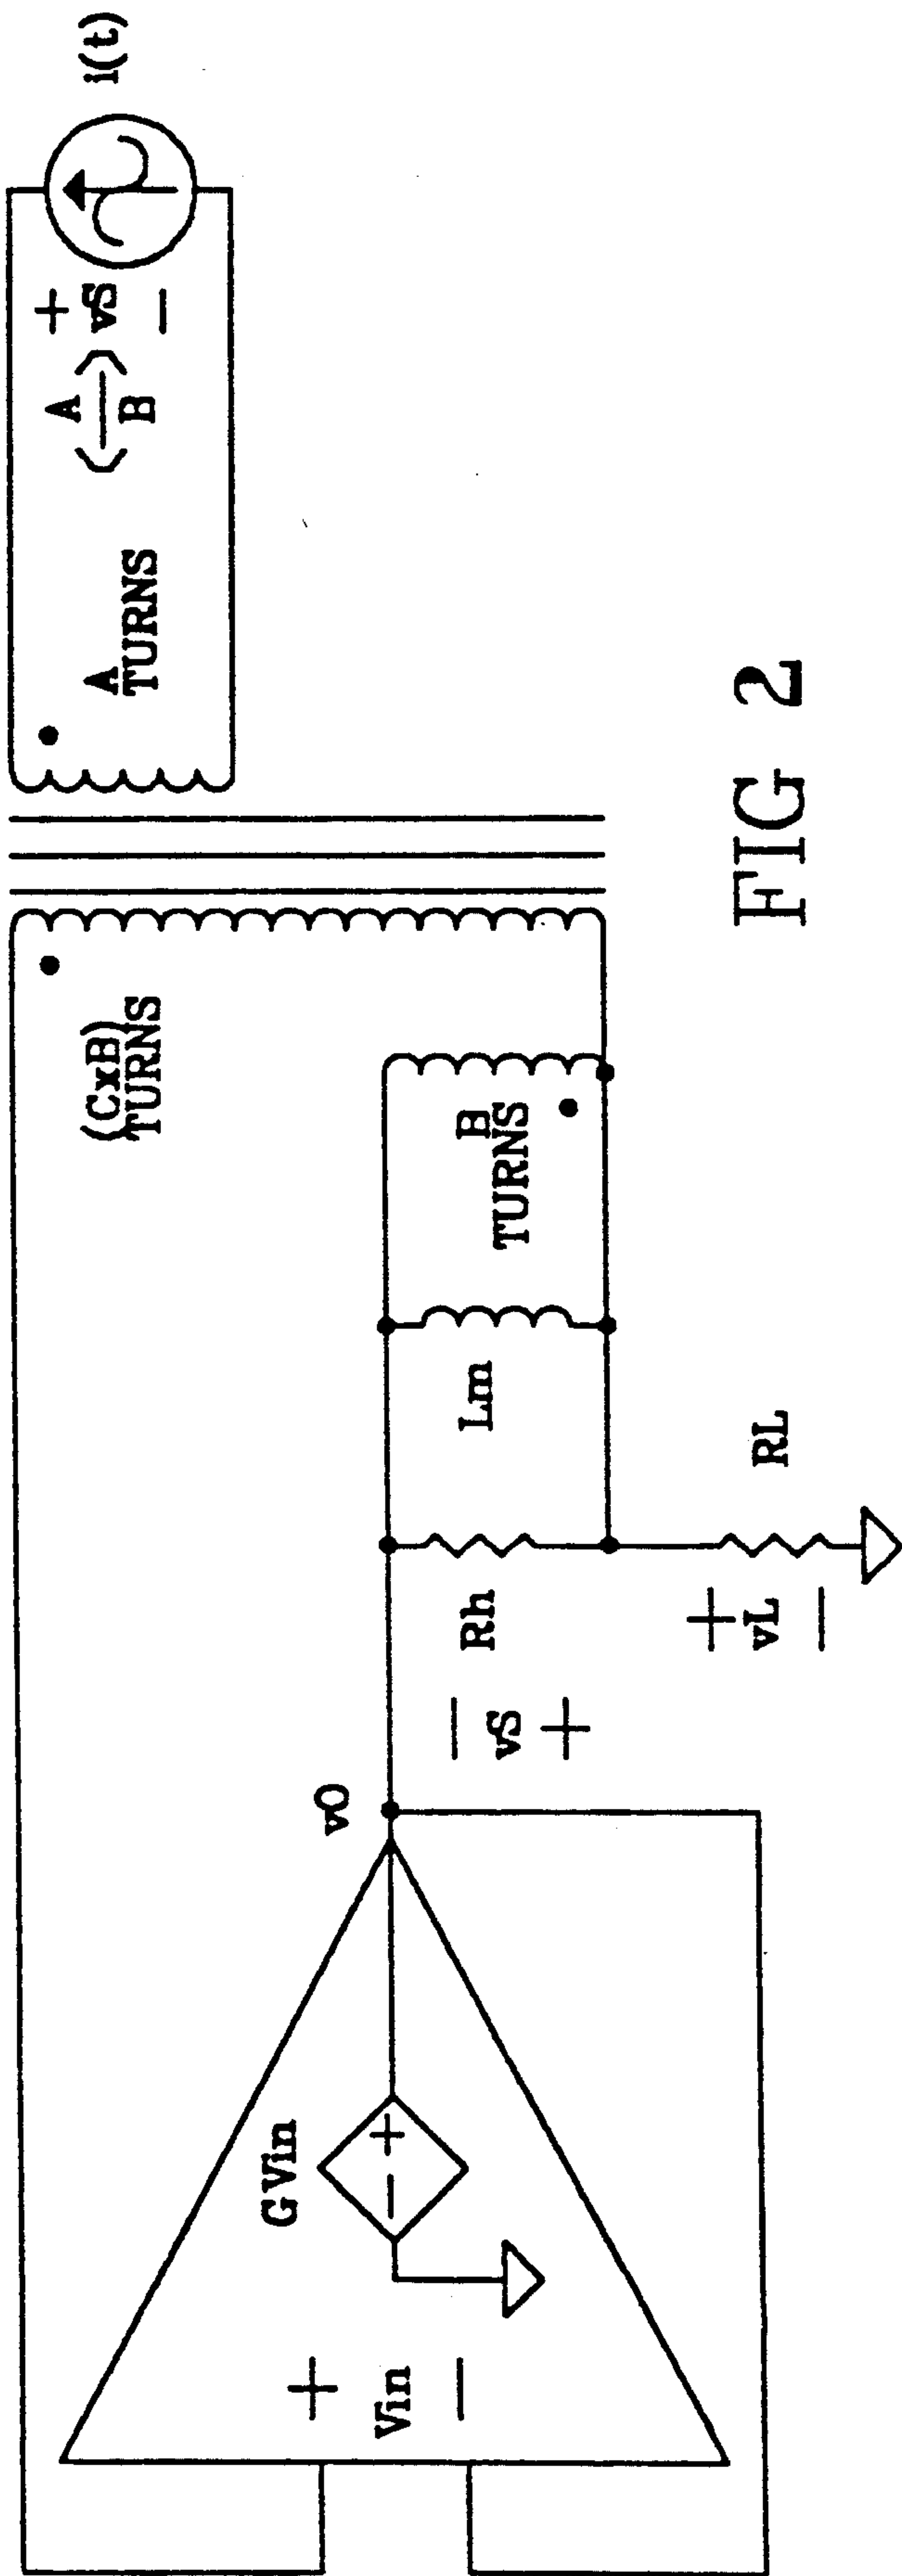 (CxB)
TURNS
A
TURNS
(A/B) vS
+
−
i(t)
GVin
− +
+
Vin
−
vO
−
vS
+
Rh
Lm
B
TURNS
+
vL
−
RL
FIG 2